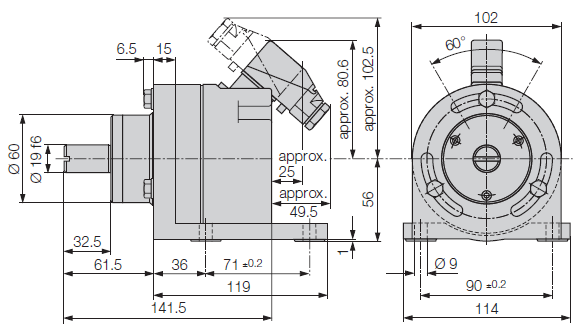 102
6.5 15
60°
approx. 80.6
approx. 102.5
Ø 60
Ø 19 f6
approx.
25
approx.
49.5
56
1
32.5
61.5 36 71 ±0.2
119
141.5
Ø 9
90 ±0.2
114